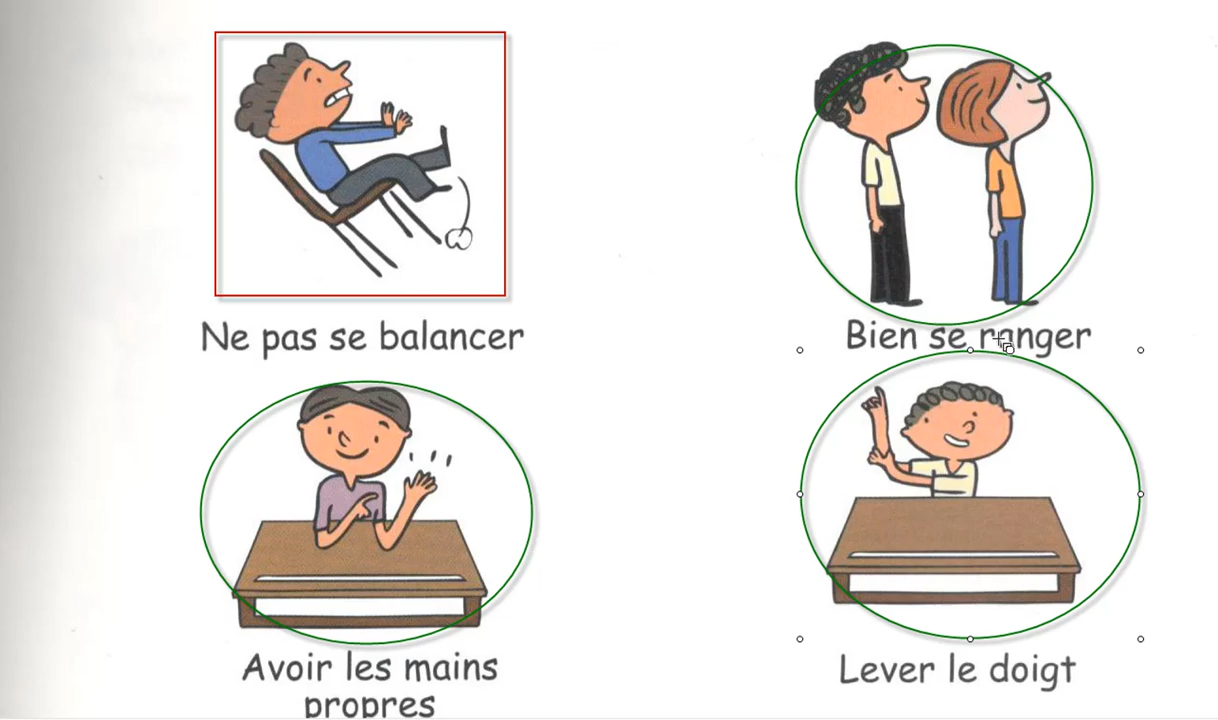 Ne pas se balancer
Bien se ranger
Avoir les mains
propres
Lever le doigt